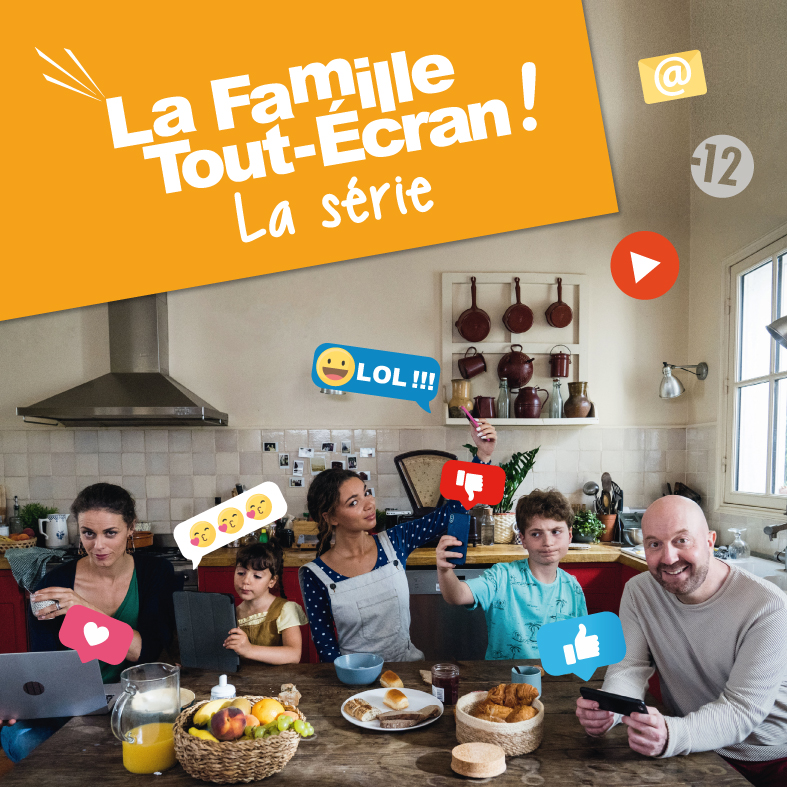 La Famille
Tout-Écran !
La série
@
-12
LOL !!!